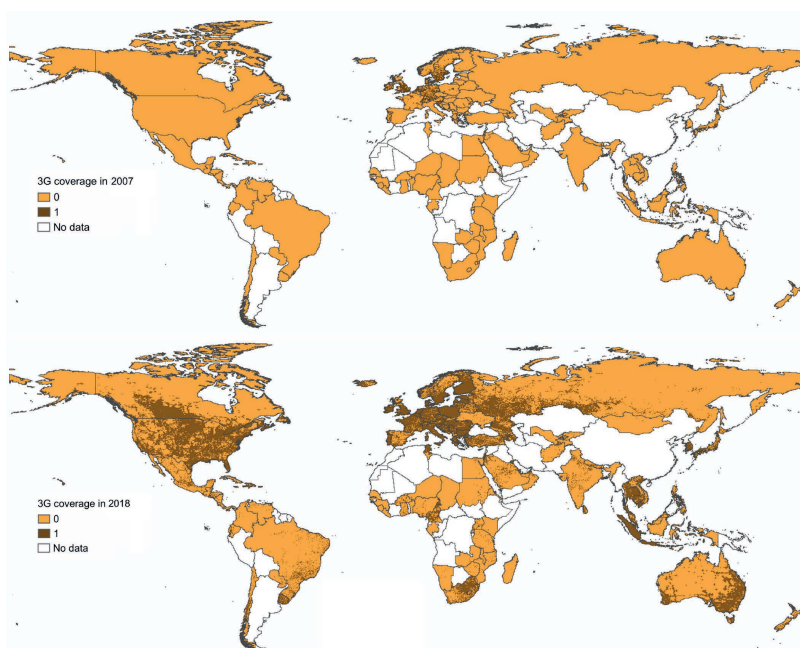 3G coverage in 2007
0
1
No data
3G coverage in 2018
0
1
No data